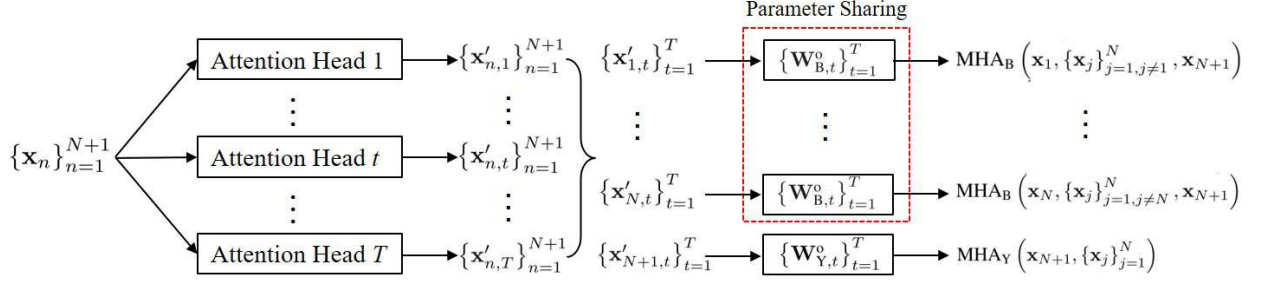 Parameter Sharing
Attention Head 1 {x′_{n,1}}_{n=1}^{N+1} {x′_{1,t}}_{t=1}^{T} {W^o_{B,t}}_{t=1}^{T} MHA_B (x_1, {x_j}_{j=1,j≠1}^{N}, x_{N+1})
⋮ ⋮ ⋮ ⋮ ⋮
{x_n}_{n=1}^{N+1} Attention Head t {x′_{n,t}}_{n=1}^{N+1}
⋮ ⋮ {x′_{N,t}}_{t=1}^{T} {W^o_{B,t}}_{t=1}^{T} MHA_B (x_N, {x_j}_{j=1,j≠N}^{N}, x_{N+1})
Attention Head T {x′_{n,T}}_{n=1}^{N+1} {x′_{N+1,t}}_{t=1}^{T} {W^o_{Y,t}}_{t=1}^{T} MHA_Y (x_{N+1}, {x_j}_{j=1}^{N})